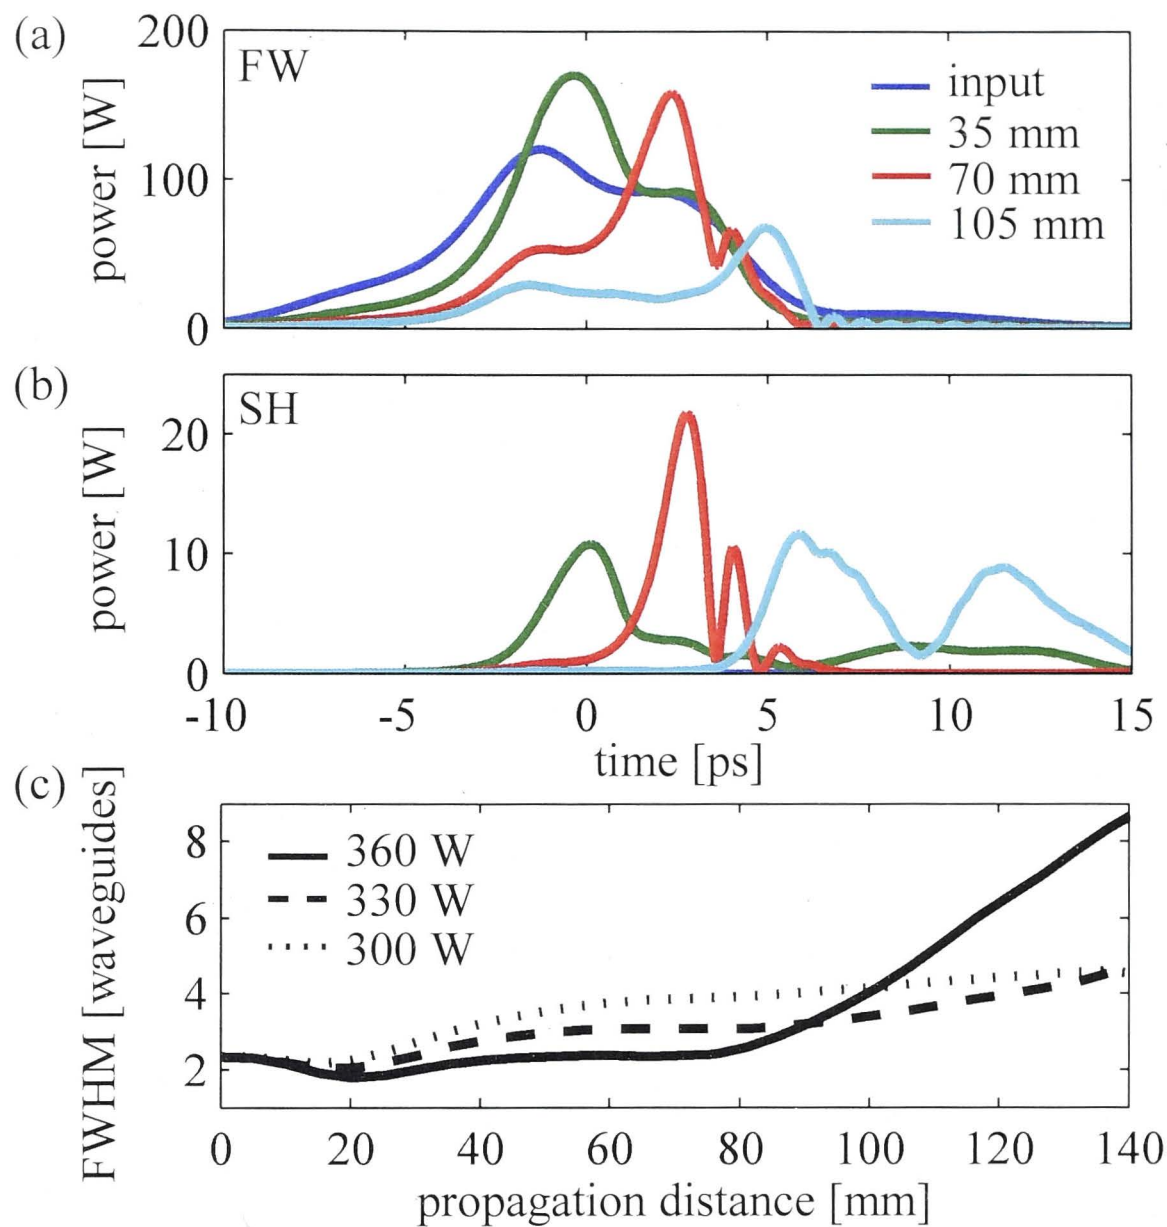 (a)
200
100
0
power [W]
FW
input
35 mm
70 mm
105 mm
(b)
20
10
0
power [W]
SH
-10 -5 0 5 10 15
time [ps]
(c)
8
6
4
2
FWHM [waveguides]
360 W
330 W
300 W
0 20 40 60 80 100 120 140
propagation distance [mm]